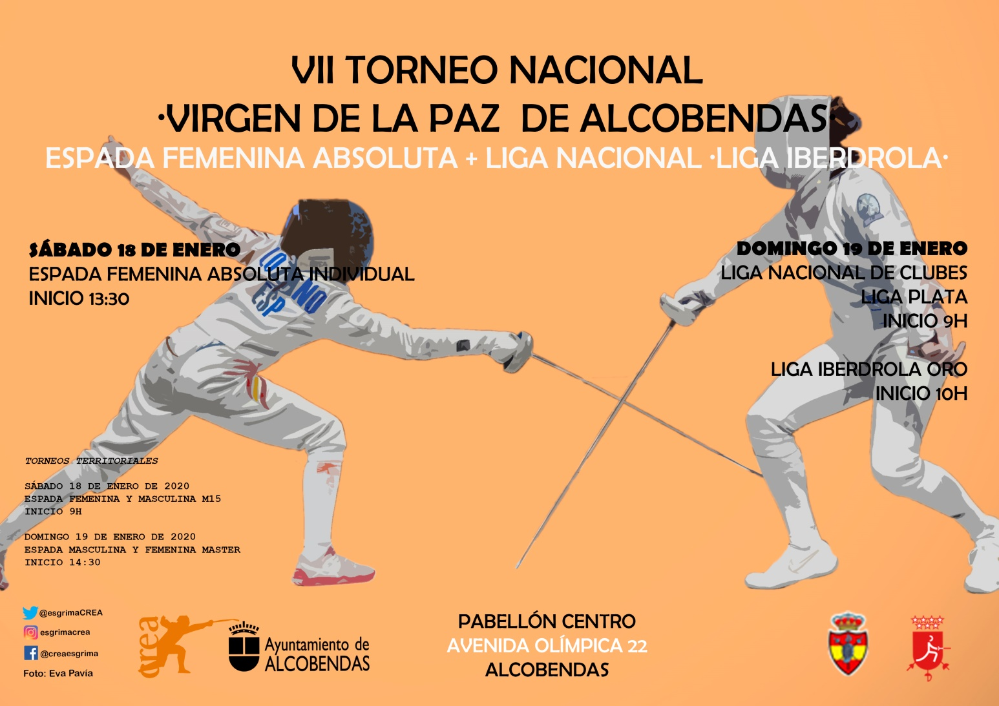 VII TORNEO NACIONAL
·VIRGEN DE LA PAZ DE ALCOBENDAS·
ESPADA FEMENINA ABSOLUTA + LIGA NACIONAL ·LIGA IBERDROLA·
SÁBADO 18 DE ENERO
ESPADA FEMENINA ABSOLUTA INDIVIDUAL
INICIO 13:30
DOMINGO 19 DE ENERO
LIGA NACIONAL DE CLUBES
LIGA PLATA
INICIO 9H
LIGA IBERDROLA ORO
INICIO 10H
ESP
TORNEOS TERRITORIALES
SÁBADO 18 DE ENERO DE 2020
ESPADA FEMENINA Y MASCULINA M15
INICIO 9H
DOMINGO 19 DE ENERO DE 2020
ESPADA MASCULINA Y FEMENINA MASTER
INICIO 14:30
@esgrimaCREA
esgrimacrea
@creaesgrima
Foto: Eva Pavía
crea
Ayuntamiento de
ALCOBENDAS
PABELLÓN CENTRO
AVENIDA OLÍMPICA 22
ALCOBENDAS